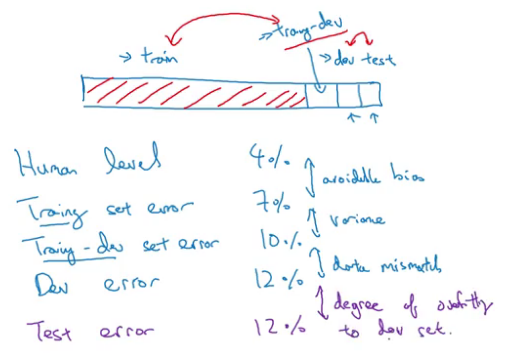 → train
→ trany-dev
→ dev test
Human level 4%
avoidable bias
Traing set error 7%
variance
Traing-dev set error 10%
data mismatch
Dev error 12%
degree of overfitting
to dev set.
Test error 12%